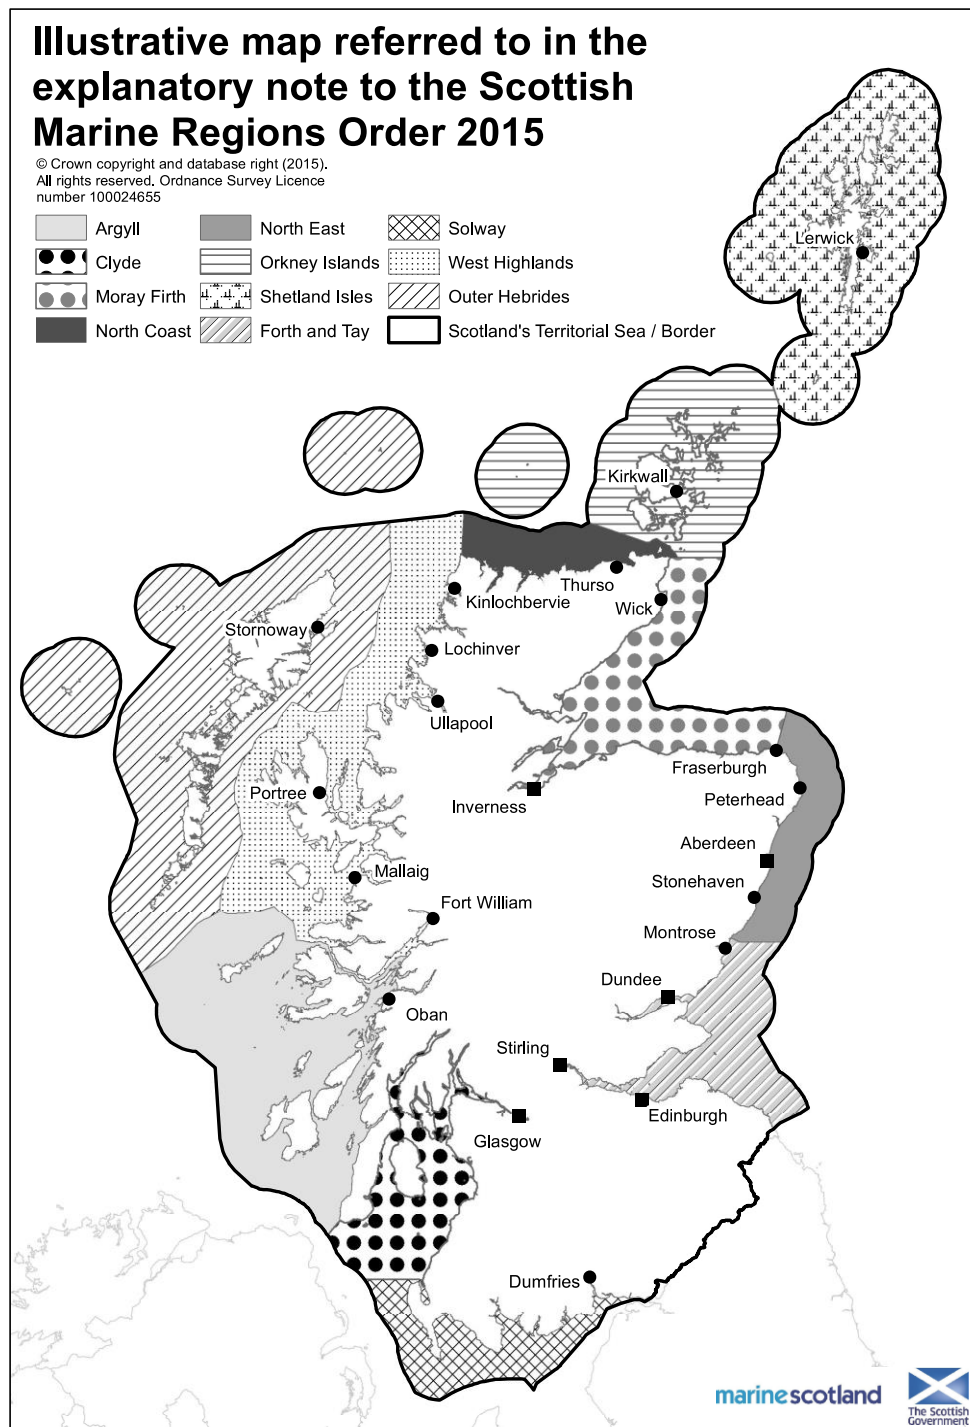 Illustrative map referred to in the
explanatory note to the Scottish
Marine Regions Order 2015
© Crown copyright and database right (2015).
All rights reserved. Ordnance Survey Licence
number 100024655
Argyll
North East
Solway
Clyde
Orkney Islands
West Highlands
Moray Firth
Shetland Isles
Outer Hebrides
North Coast
Forth and Tay
Scotland's Territorial Sea / Border
Lerwick
Kirkwall
Thurso
Kinlochbervie
Wick
Stornoway
Lochinver
Ullapool
Fraserburgh
Portree
Inverness
Peterhead
Aberdeen
Mallaig
Stonehaven
Fort William
Montrose
Dundee
Oban
Stirling
Edinburgh
Glasgow
Dumfries
marinescotland
The Scottish
Government